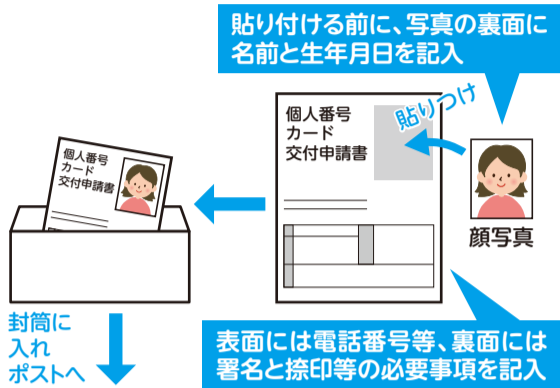 貼り付ける前に、写真の裏面に
名前と生年月日を記入
個人番号
カード
交付申請書
貼りつけ
顔写真
個人番号
カード
交付申請書
封筒に
入れ
ポストへ
表面には電話番号等、裏面には
署名と捺印等の必要事項を記入